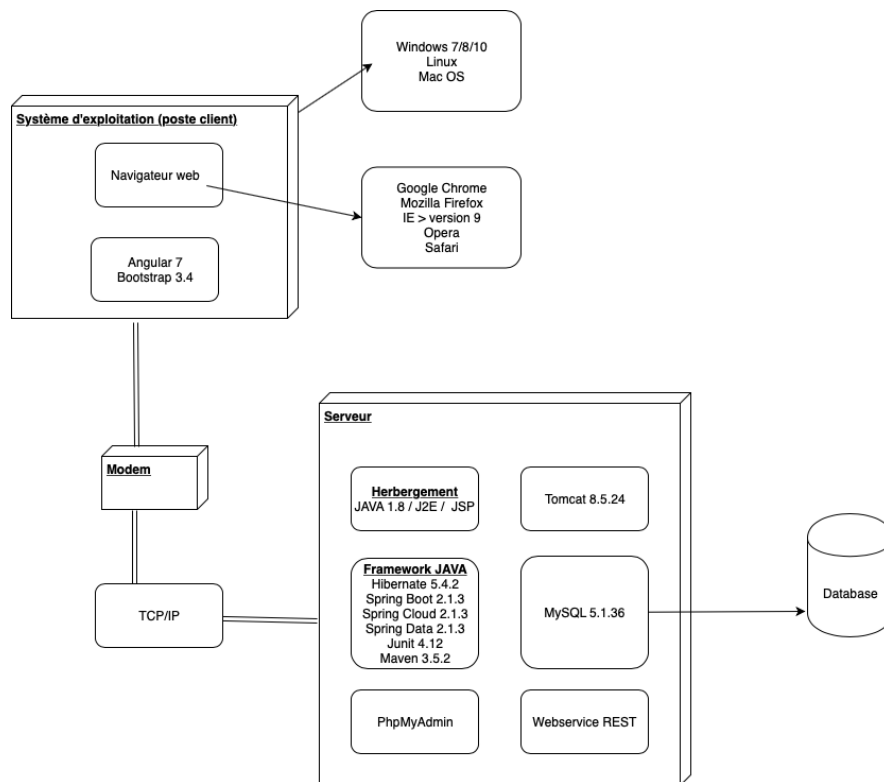 Windows 7/8/10
Linux
Mac OS
Système d'exploitation (poste client)
Navigateur web
Google Chrome
Mozilla Firefox
IE > version 9
Opera
Safari
Angular 7
Bootstrap 3.4
Modem
TCP/IP
Serveur
Herbergement
JAVA 1.8 / J2E / JSP
Tomcat 8.5.24
Framework JAVA
Hibernate 5.4.2
Spring Boot 2.1.3
Spring Cloud 2.1.3
Spring Data 2.1.3
Junit 4.12
Maven 3.5.2
MySQL 5.1.36
Database
PhpMyAdmin
Webservice REST